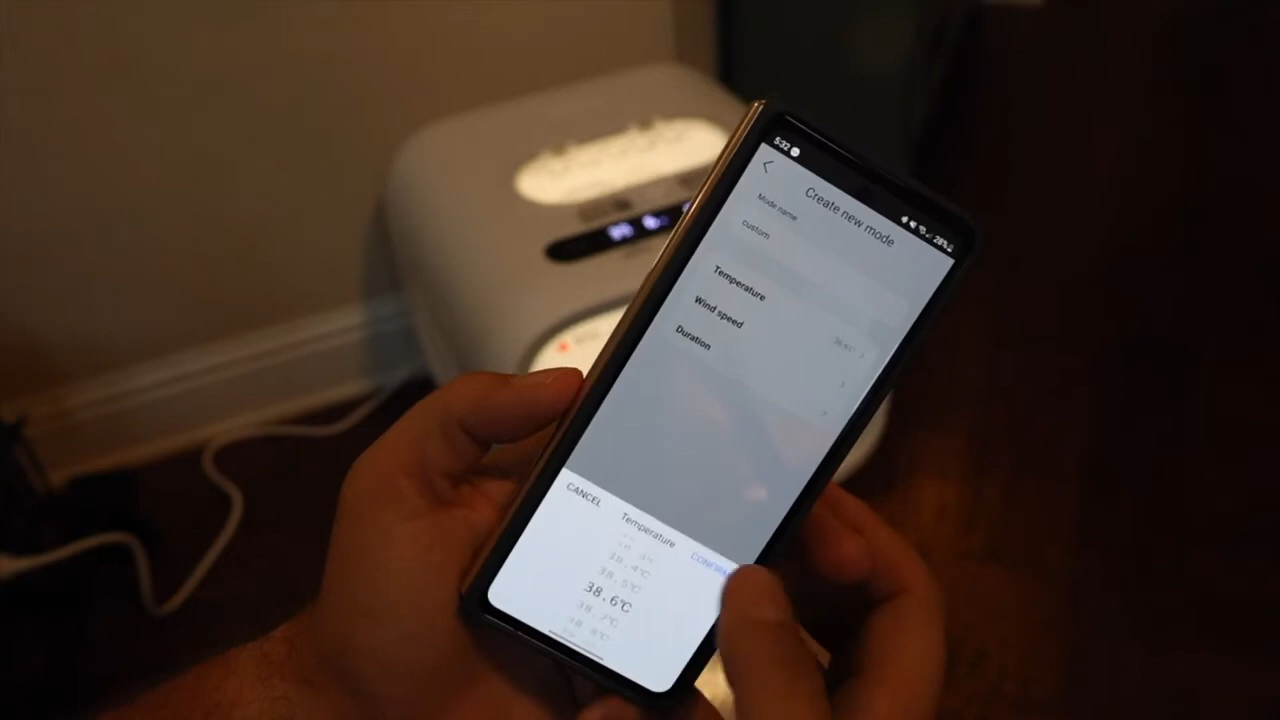 5:32
28%
Create new mode
Mode name
custom
Temperature
Wind speed
Duration
CANCEL
Temperature
38.4℃
38.5℃
38.6℃
38.7℃